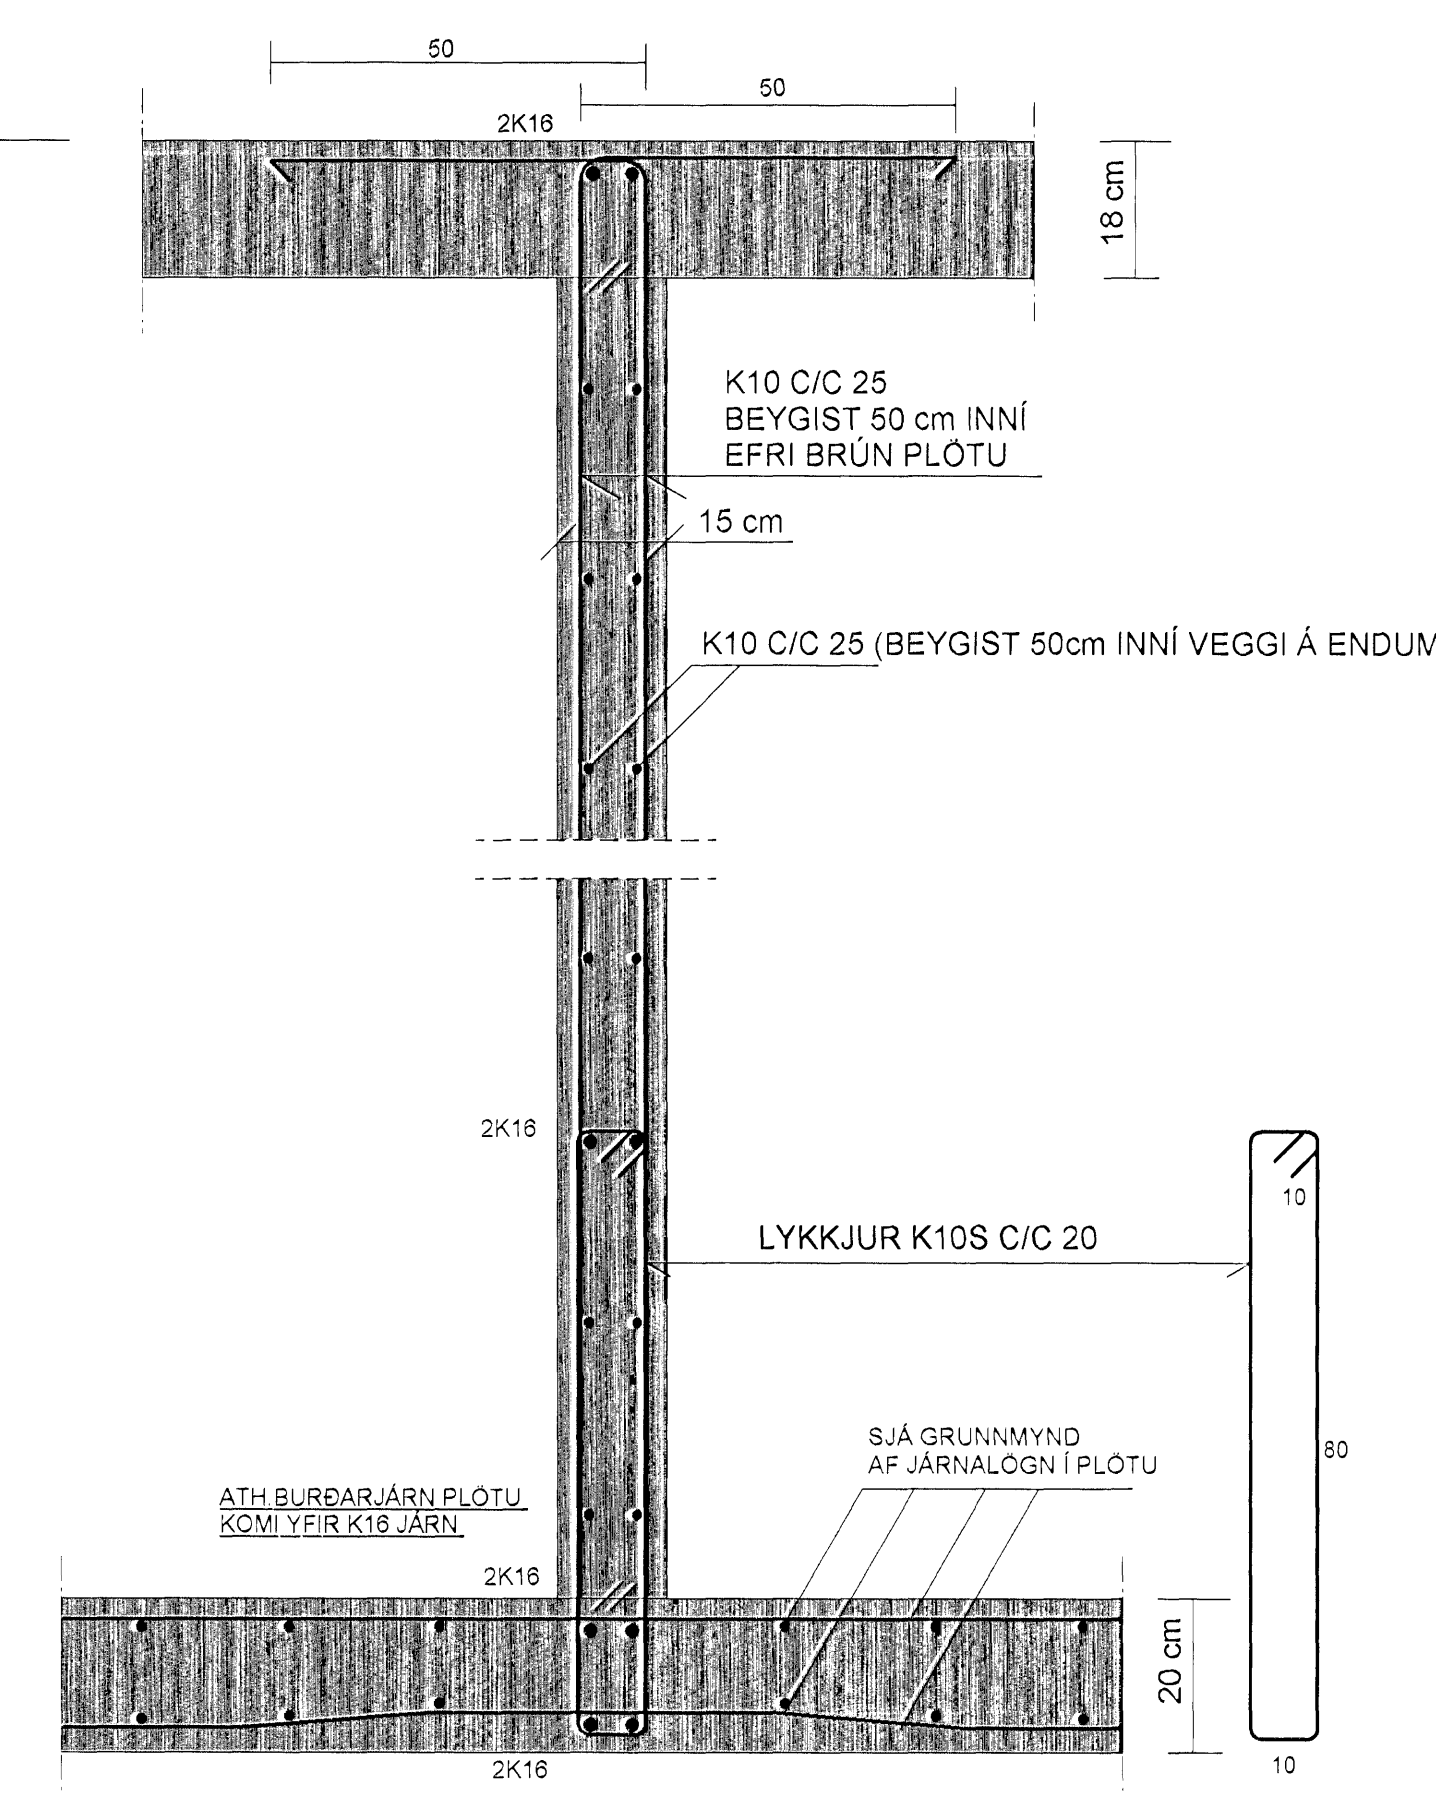 50
50
2K16
18 cm
K10 C/C 25
BEYGIST 50 cm INNÍ
EFRI BRÚN PLÖTU
15 cm
K10 C/C 25 (BEYGIST 50cm INNÍ VEGGI Á ENDUM
2K16
10
LYKKJUR K10S C/C 20
SJÁ GRUNNMYND
AF JÁRNALÖGN Í PLÖTU
80
ATH. BURÐARJÁRN PLÖTU
KOMI YFIR K16 JÁRN
2K16
20 cm
2K16
10